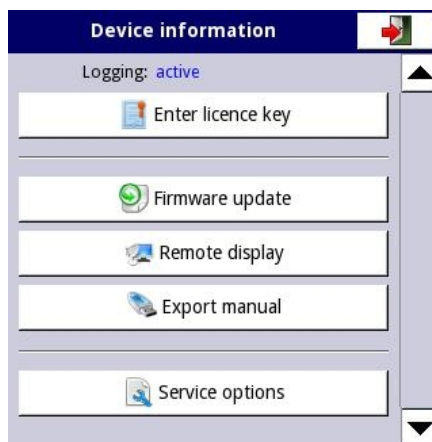 Device information
Logging: active
Enter licence key
Firmware update
Remote display
Export manual
Service options